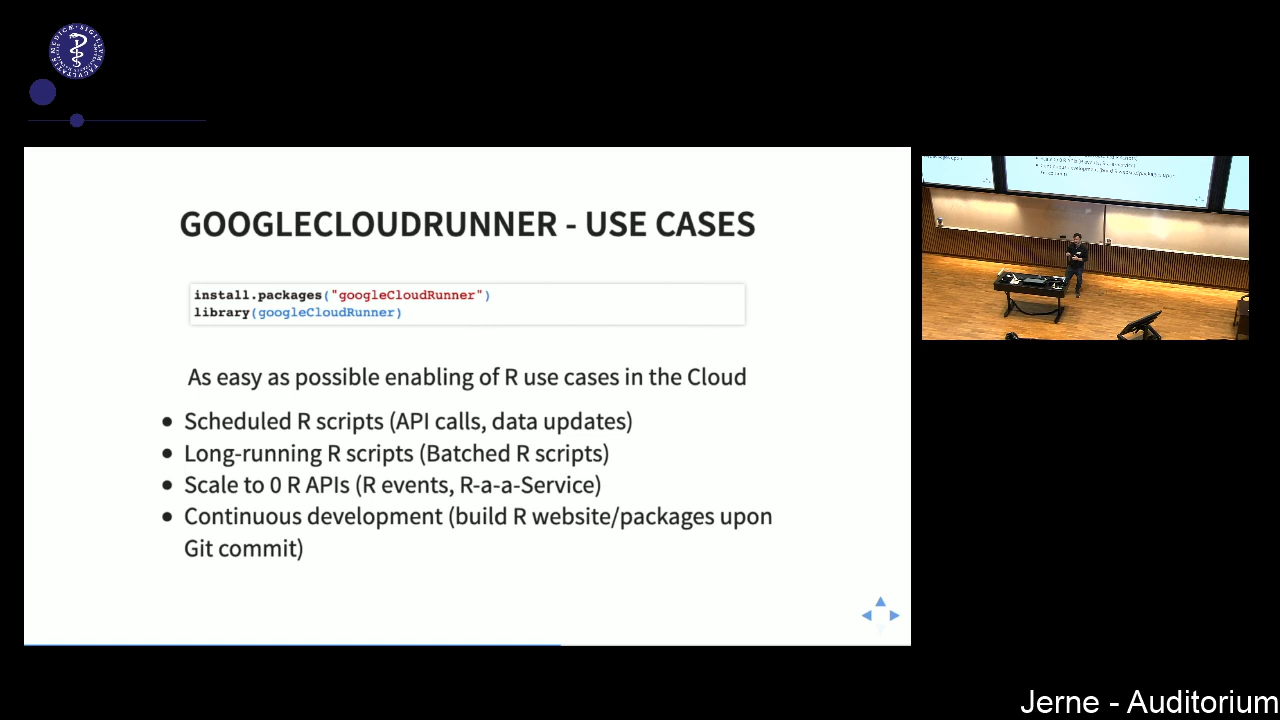 GOOGLECLOUDRUNNER - USE CASES
install.packages("googleCloudRunner")
library(googleCloudRunner)
As easy as possible enabling of R use cases in the Cloud
Scheduled R scripts (API calls, data updates)
Long-running R scripts (Batched R scripts)
Scale to 0 R APIs (R events, R-a-a-Service)
Continuous development (build R website/packages upon
Git commit)
Jerne - Auditorium